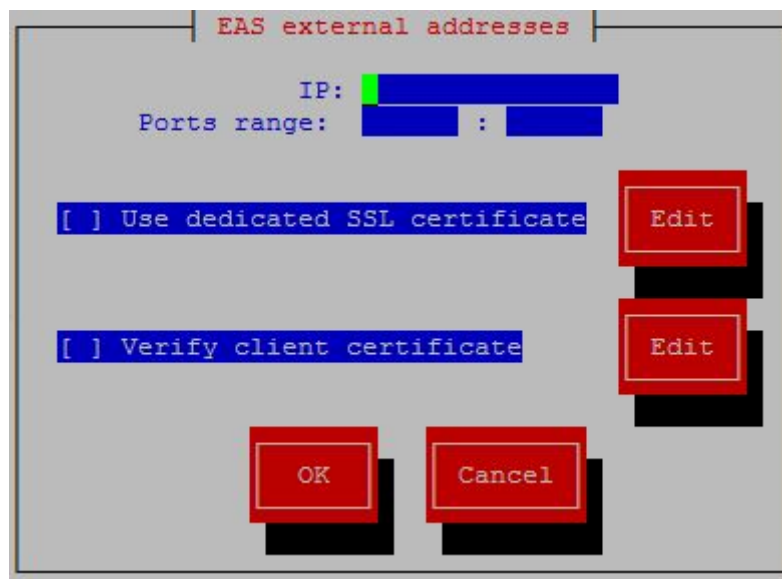 EAS external addresses
IP:
Ports range: :
[ ] Use dedicated SSL certificate Edit
[ ] Verify client certificate Edit
OK Cancel